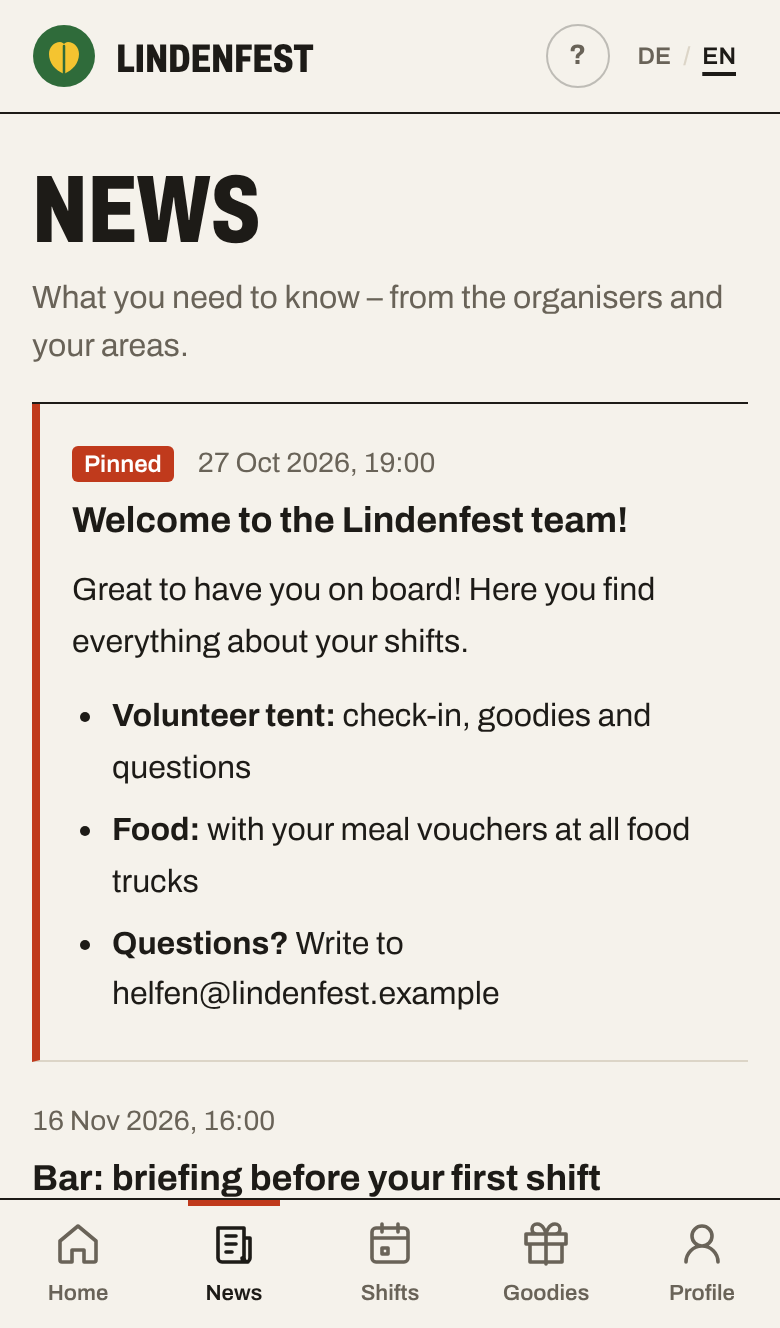 LINDENFEST
?
DE / EN
NEWS
What you need to know – from the organisers and
your areas.
Pinned 27 Oct 2026, 19:00
Welcome to the Lindenfest team!
Great to have you on board! Here you find
everything about your shifts.
• Volunteer tent: check-in, goodies and
questions
• Food: with your meal vouchers at all food
trucks
• Questions? Write to
helfen@lindenfest.example
16 Nov 2026, 16:00
Bar: briefing before your first shift
Home
News
Shifts
Goodies
Profile